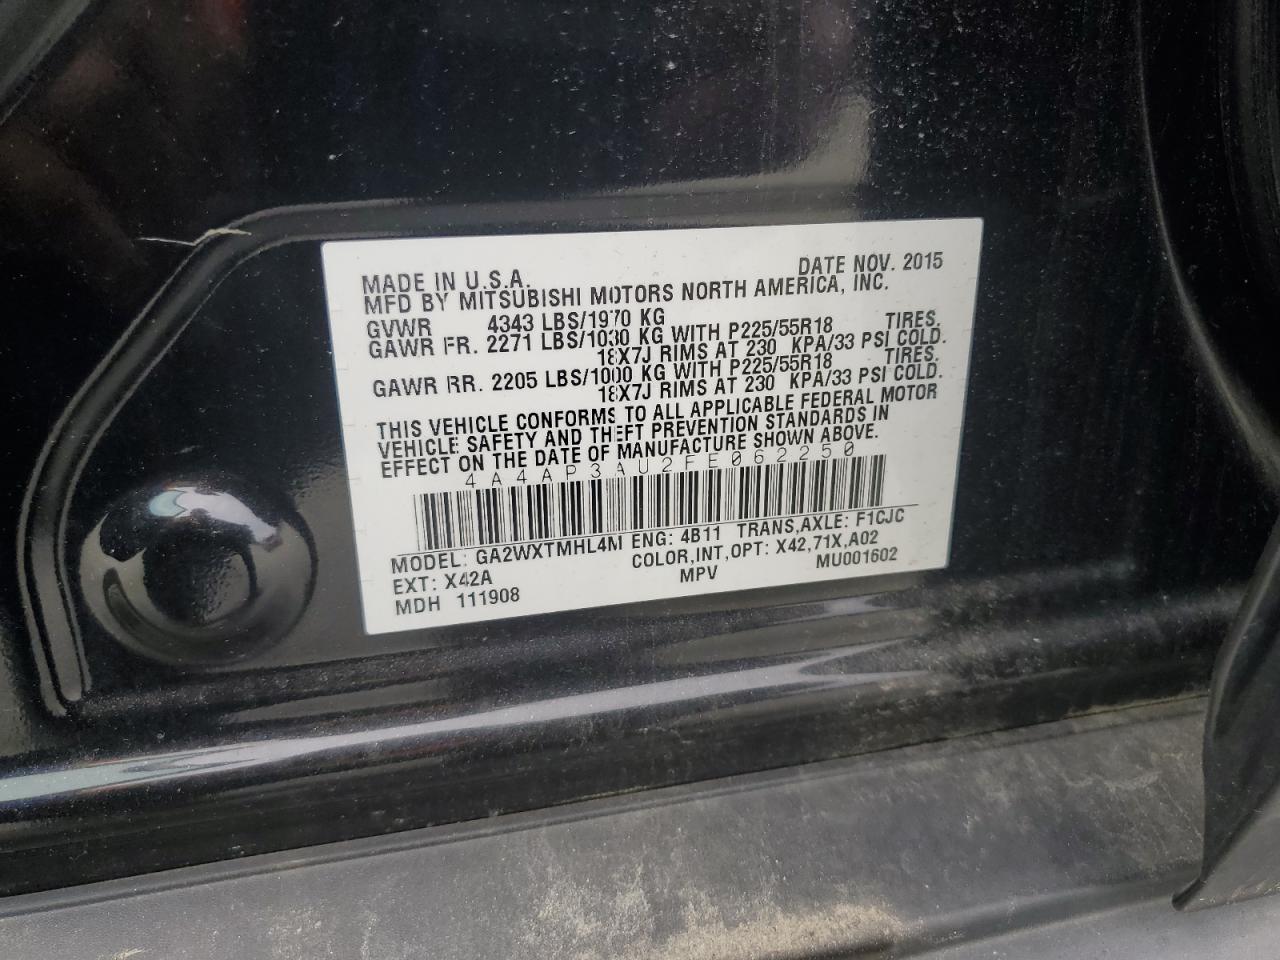 MADE IN U.S.A. DATE NOV. 2015
MFD BY MITSUBISHI MOTORS NORTH AMERICA, INC.
GVWR 4343 LBS/1970 KG
GAWR FR. 2271 LBS/1030 KG WITH P225/55R18 TIRES.
18X7J RIMS AT 230 KPA/33 PSI COLD.
GAWR RR. 2205 LBS/1000 KG WITH P225/55R18 TIRES.
18X7J RIMS AT 230 KPA/33 PSI COLD.
THIS VEHICLE CONFORMS TO ALL APPLICABLE FEDERAL MOTOR
VEHICLE SAFETY AND THEFT PREVENTION STANDARDS IN
EFFECT ON THE DATE OF MANUFACTURE SHOWN ABOVE.
4A4AP3AU2FE062250
MODEL: GA2WXTMHL4M ENG: 4B11 TRANS,AXLE: F1CJC
EXT: X42A COLOR,INT,OPT: X42,71X,A02
MDH 111908 MPV MU001602